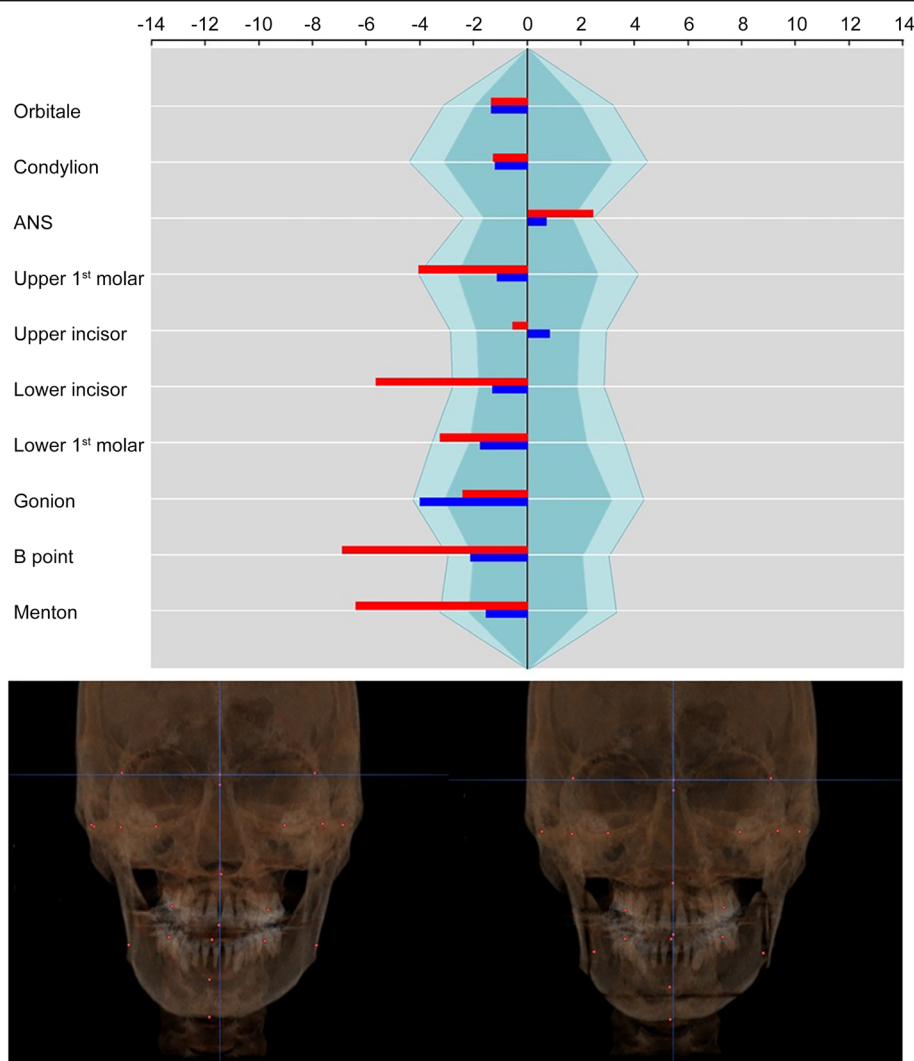 -14 -12 -10 -8 -6 -4 -2 0 2 4 6 8 10 12 14
Orbitale
Condylion
ANS
Upper 1st molar
Upper incisor
Lower incisor
Lower 1st molar
Gonion
B point
Menton